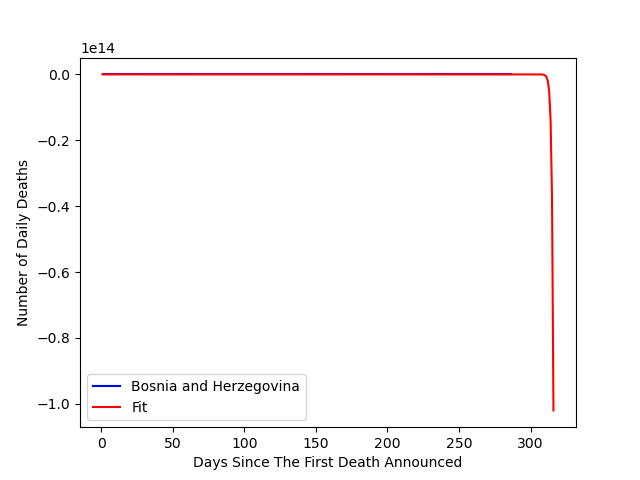 1e14
0.0
−0.2
−0.4
−0.6
−0.8
−1.0
Number of Daily Deaths
Bosnia and Herzegovina
Fit
0 50 100 150 200 250 300
Days Since The First Death Announced